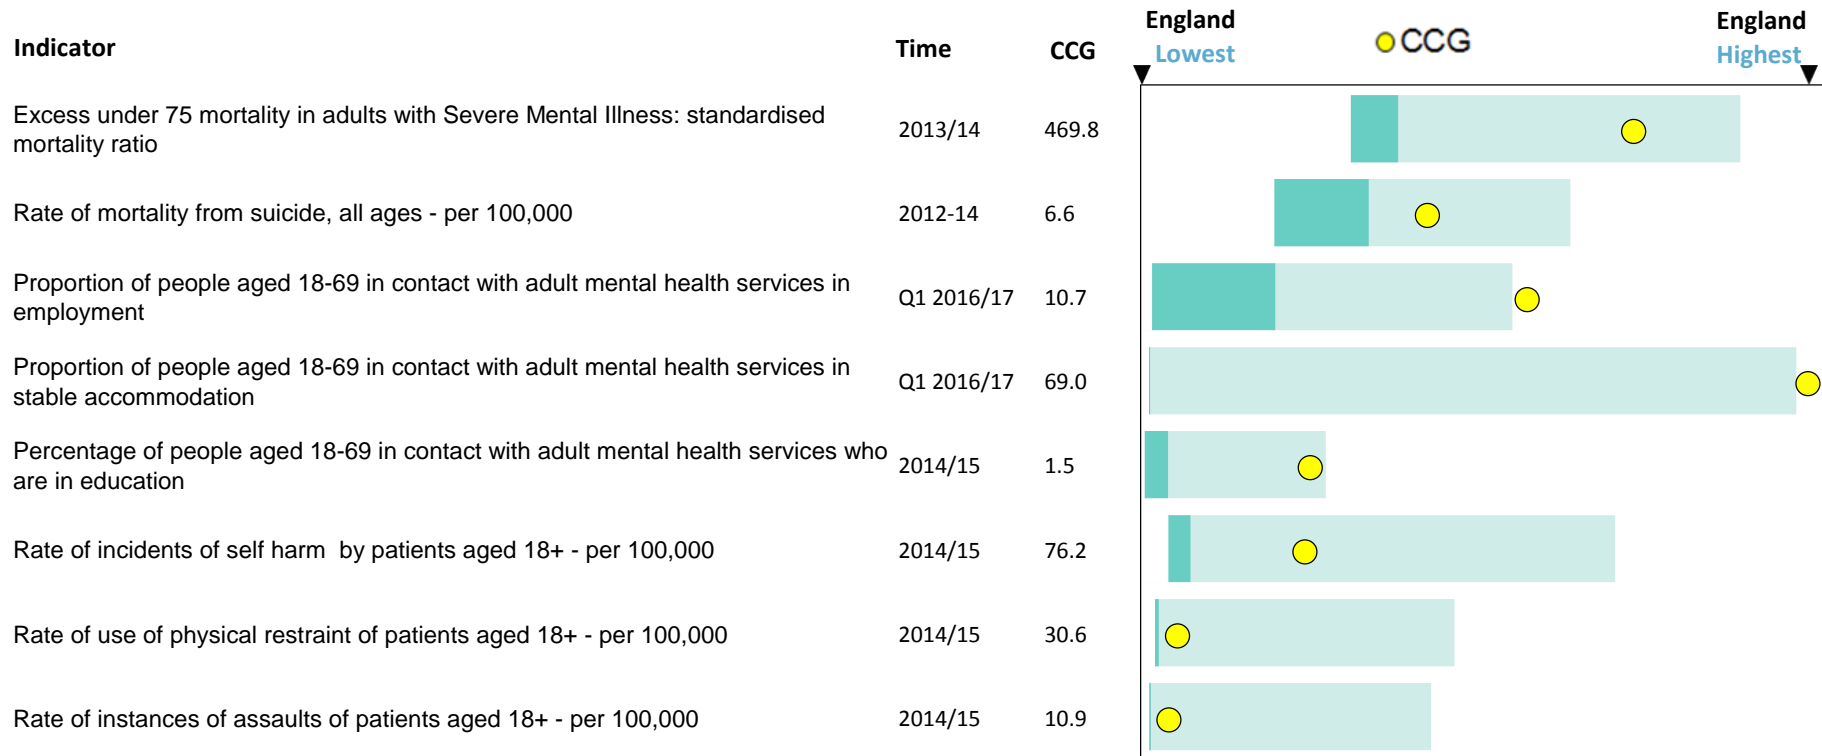 England England
Indicator Time CCG CCG
Lowest Highest
Excess under 75 mortality in adults with Severe Mental Illness: standardised
mortality ratio 2013/14 469.8
Rate of mortality from suicide, all ages - per 100,000 2012-14 6.6
Proportion of people aged 18-69 in contact with adult mental health services in
employment Q1 2016/17 10.7
Proportion of people aged 18-69 in contact with adult mental health services in
stable accommodation Q1 2016/17 69.0
Percentage of people aged 18-69 in contact with adult mental health services who
are in education 2014/15 1.5
Rate of incidents of self harm  by patients aged 18+ - per 100,000 2014/15 76.2
Rate of use of physical restraint of patients aged 18+ - per 100,000 2014/15 30.6
Rate of instances of assaults of patients aged 18+ - per 100,000 2014/15 10.9